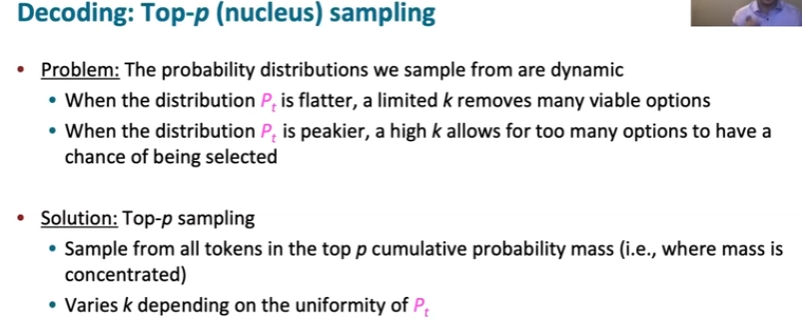 Decoding: Top-p (nucleus) sampling
• Problem: The probability distributions we sample from are dynamic
• When the distribution Pt is flatter, a limited k removes many viable options
• When the distribution Pt is peakier, a high k allows for too many options to have a
chance of being selected
• Solution: Top-p sampling
• Sample from all tokens in the top p cumulative probability mass (i.e., where mass is
concentrated)
• Varies k depending on the uniformity of Pt